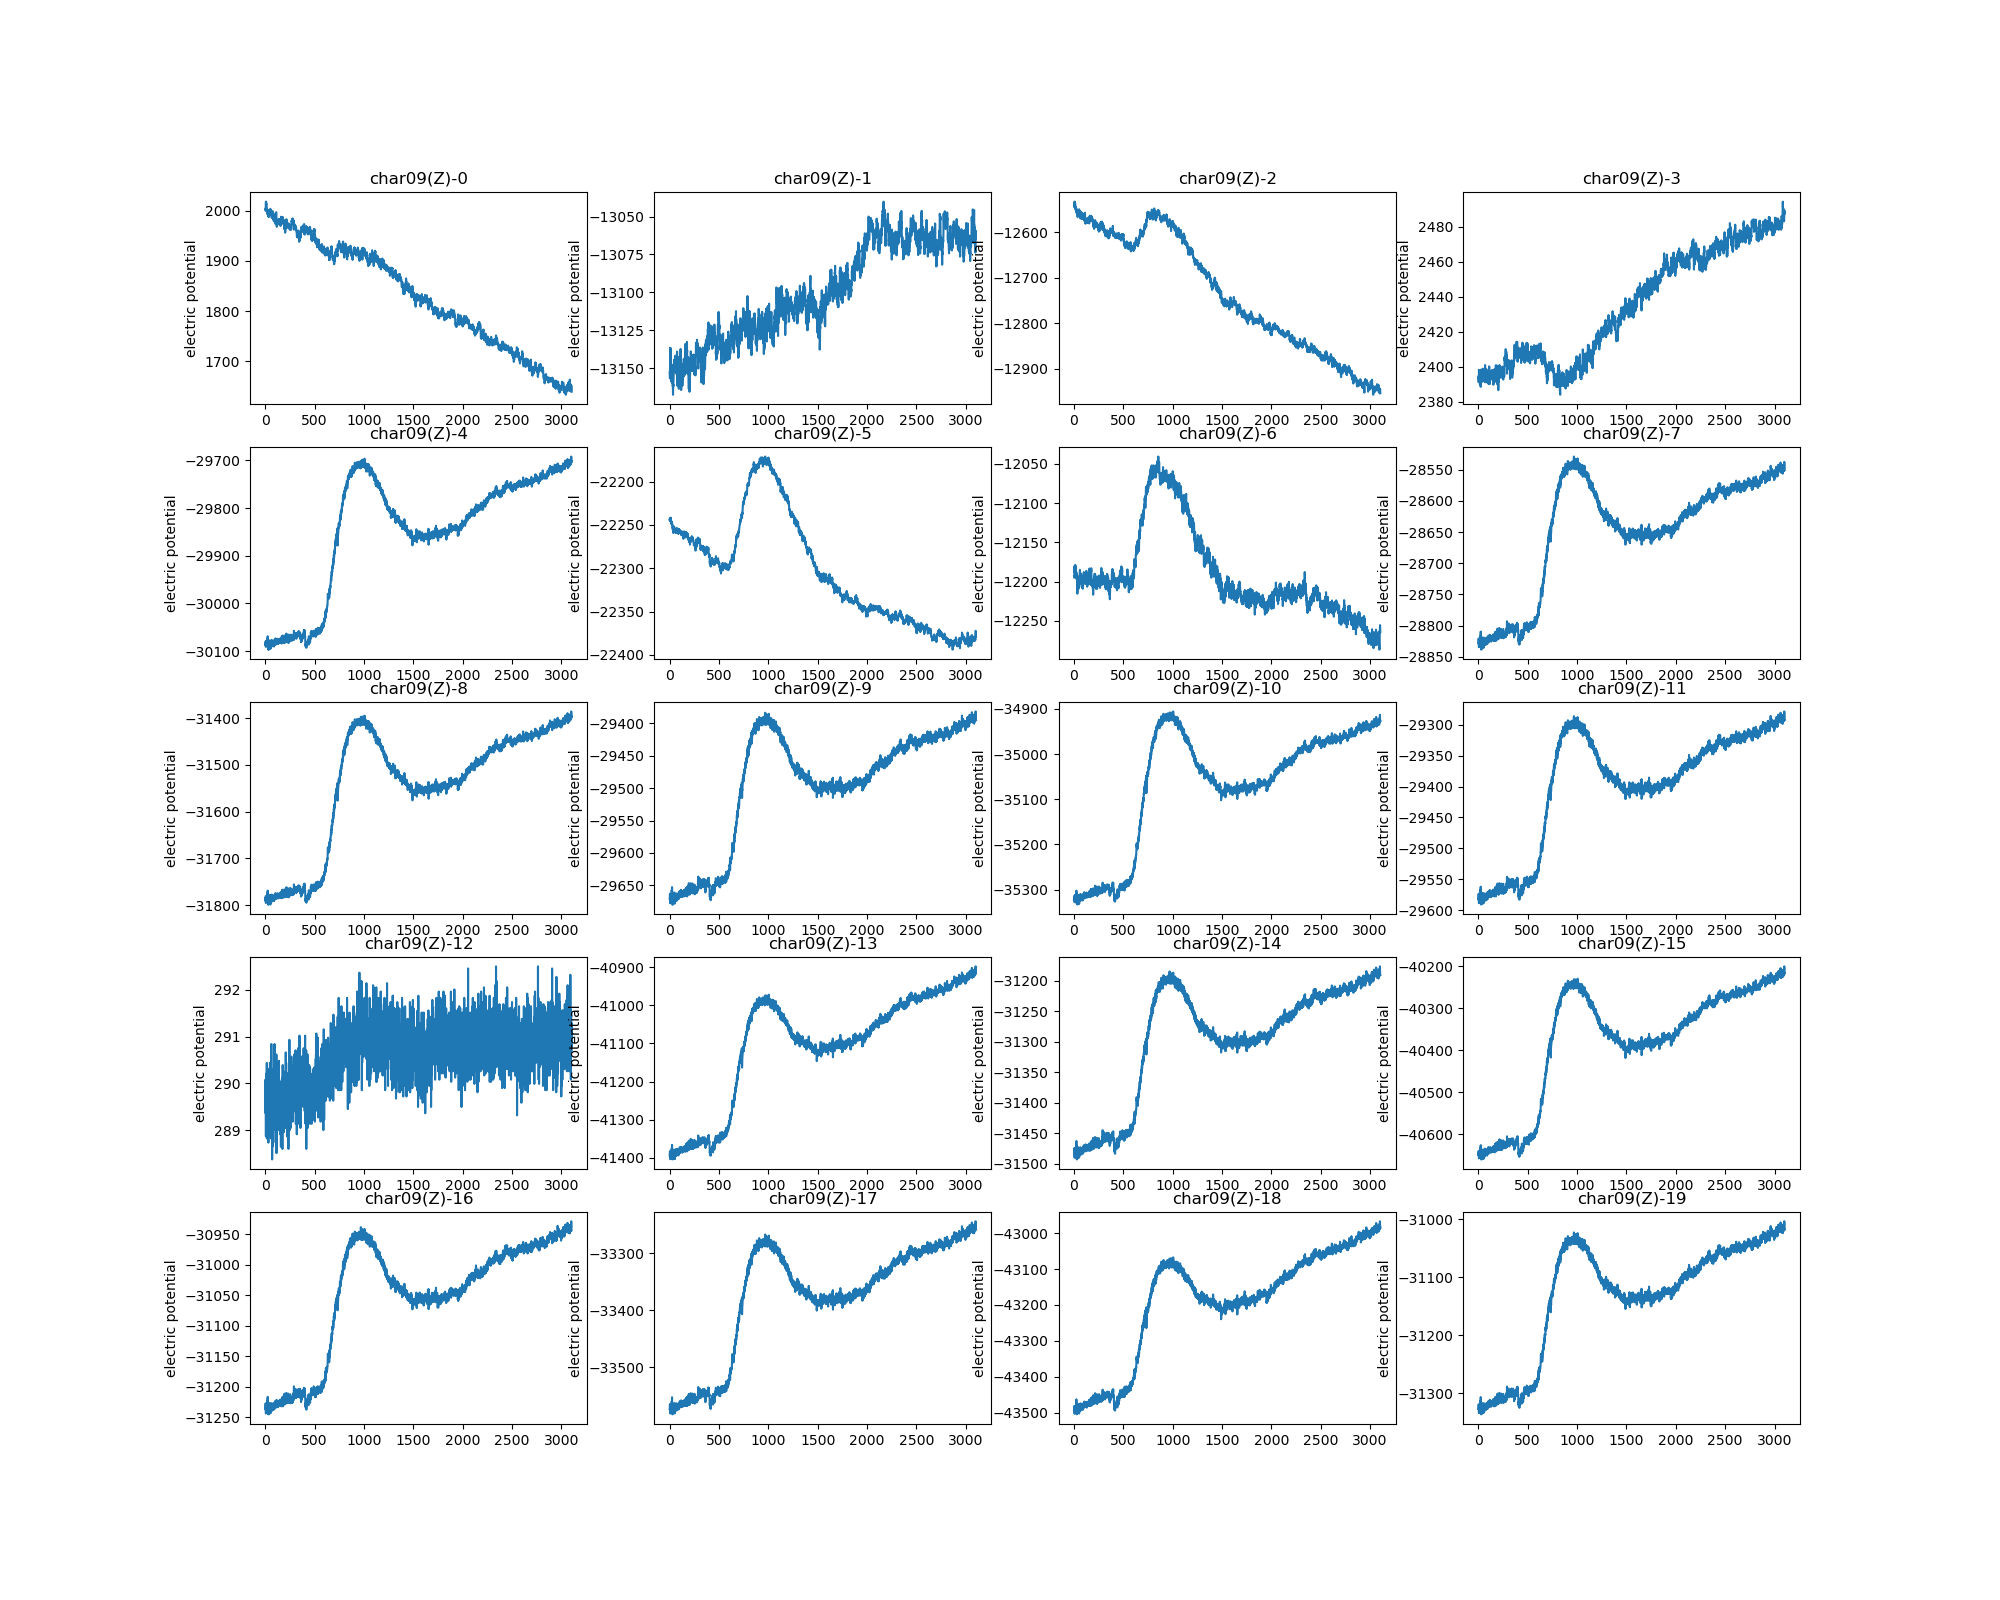 char09(Z)-0 char09(Z)-1 char09(Z)-2 char09(Z)-3
electric potential electric potential electric potential electric potential
2000 1900 1800 1700
−13050 −13075 −13100 −13125 −13150
−12600 −12700 −12800 −12900
2480 2460 2440 2420 2400 2380
0 500 1000 1500 2000 2500 3000 0 500 1000 1500 2000 2500 3000 0 500 1000 1500 2000 2500 3000 0 500 1000 1500 2000 2500 3000
char09(Z)-4 char09(Z)-5 char09(Z)-6 char09(Z)-7
electric potential electric potential electric potential electric potential
−29700 −29800 −29900 −30000 −30100
−22200 −22250 −22300 −22350 −22400
−12050 −12100 −12150 −12200 −12250
−28550 −28600 −28650 −28700 −28750 −28800 −28850
0 500 1000 1500 2000 2500 3000 0 500 1000 1500 2000 2500 3000 0 500 1000 1500 2000 2500 3000 0 500 1000 1500 2000 2500 3000
char09(Z)-8 char09(Z)-9 char09(Z)-10 char09(Z)-11
electric potential electric potential electric potential electric potential
−31400 −31500 −31600 −31700 −31800
−29400 −29450 −29500 −29550 −29600 −29650
−34900 −35000 −35100 −35200 −35300
−29300 −29350 −29400 −29450 −29500 −29550 −29600
0 500 1000 1500 2000 2500 3000 0 500 1000 1500 2000 2500 3000 0 500 1000 1500 2000 2500 3000 0 500 1000 1500 2000 2500 3000
char09(Z)-12 char09(Z)-13 char09(Z)-14 char09(Z)-15
electric potential electric potential electric potential electric potential
292 291 290 289
−40900 −41000 −41100 −41200 −41300 −41400
−31200 −31250 −31300 −31350 −31400 −31450 −31500
−40200 −40300 −40400 −40500 −40600
0 500 1000 1500 2000 2500 3000 0 500 1000 1500 2000 2500 3000 0 500 1000 1500 2000 2500 3000 0 500 1000 1500 2000 2500 3000
char09(Z)-16 char09(Z)-17 char09(Z)-18 char09(Z)-19
electric potential electric potential electric potential electric potential
−30950 −31000 −31050 −31100 −31150 −31200 −31250
−33300 −33400 −33500
−43000 −43100 −43200 −43300 −43400 −43500
−31000 −31100 −31200 −31300
0 500 1000 1500 2000 2500 3000 0 500 1000 1500 2000 2500 3000 0 500 1000 1500 2000 2500 3000 0 500 1000 1500 2000 2500 3000